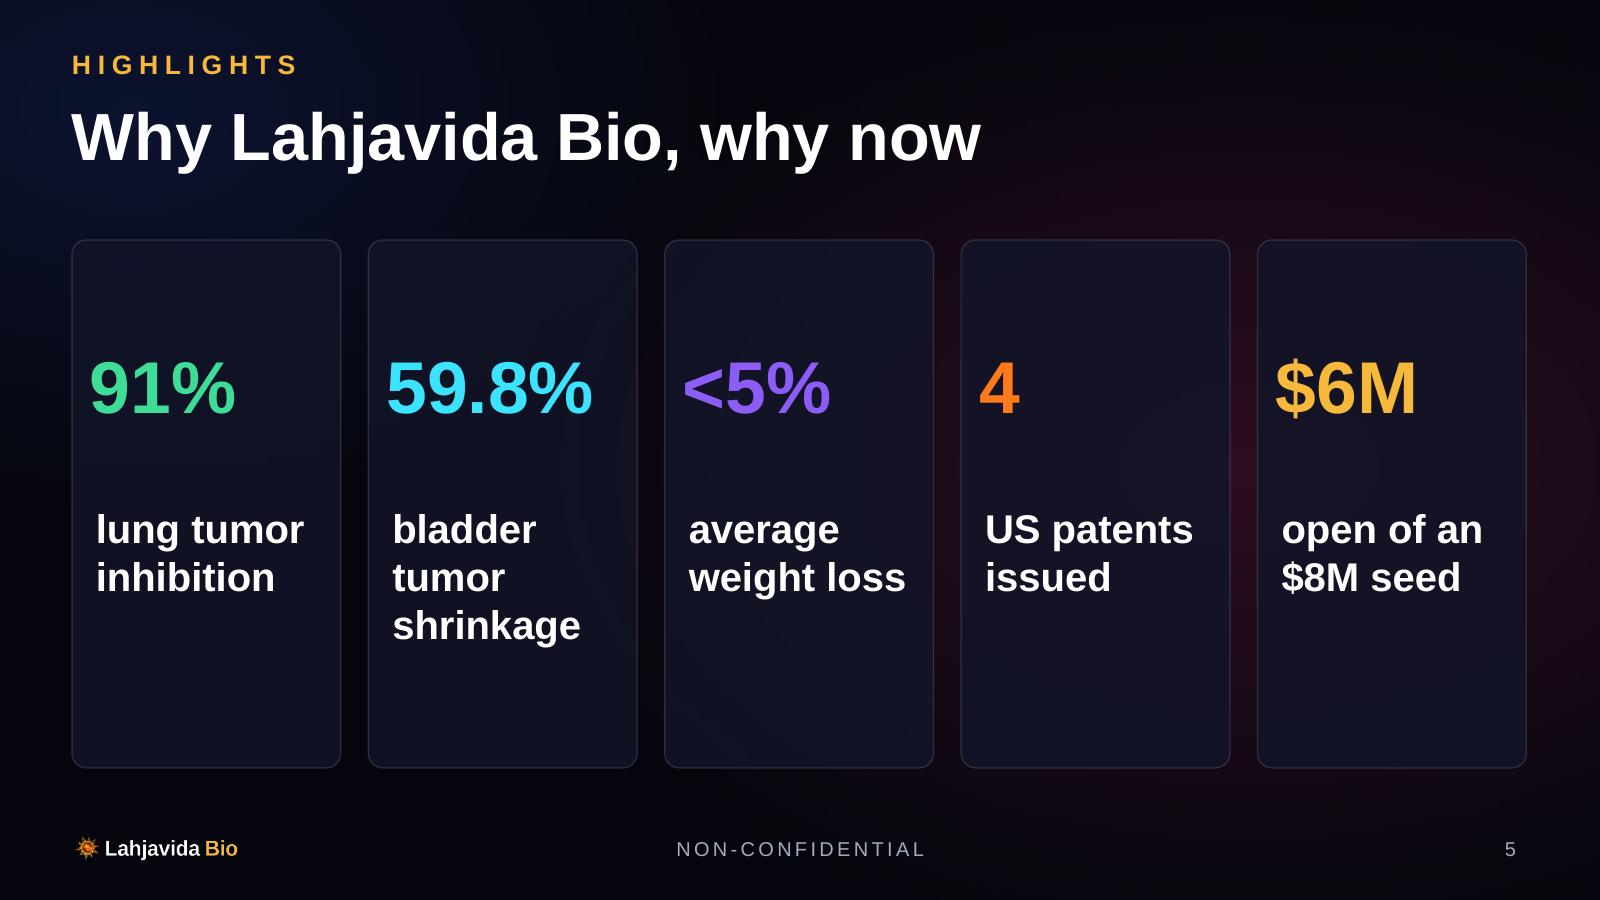 HIGHLIGHTS
Why Lahjavida Bio, why now
91%
lung tumor
inhibition
59.8%
bladder
tumor
shrinkage
<5%
average
weight loss
4
US patents
issued
$6M
open of an
$8M seed
Lahjavida Bio
NON-CONFIDENTIAL
5